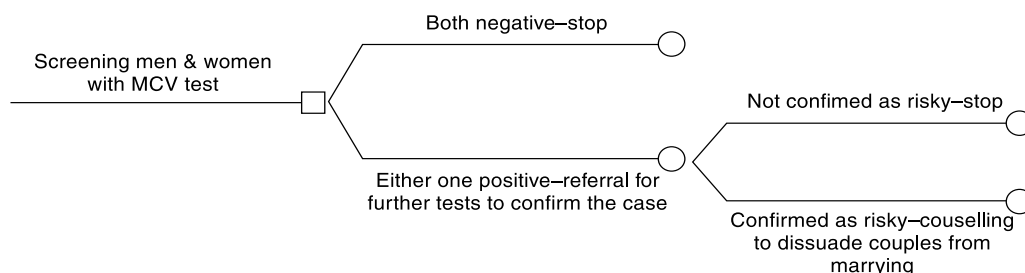 Both negative–stop
Screening men & women
with MCV test
Not confimed as risky–stop
Either one positive–referral for
further tests to confirm the case
Confirmed as risky–couselling
to dissuade couples from
marrying